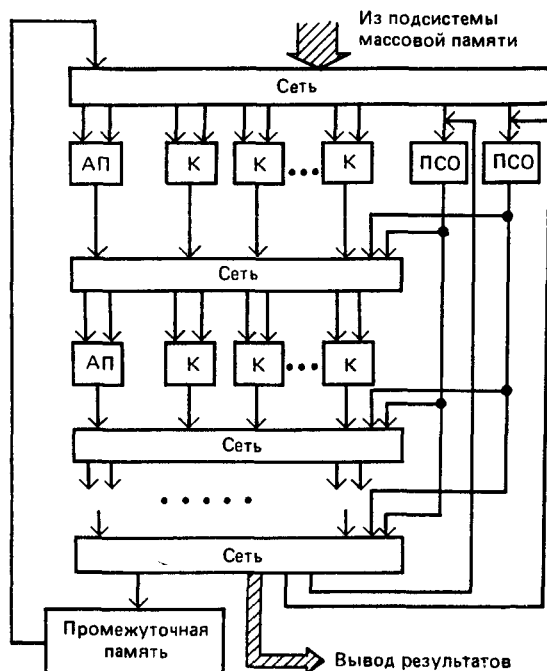 Из подсистемы
массовой памяти
Сеть
АП К К К ПСО ПСО
Сеть
АП К К К
Сеть
Сеть
Промежуточная
память
Вывод результатов